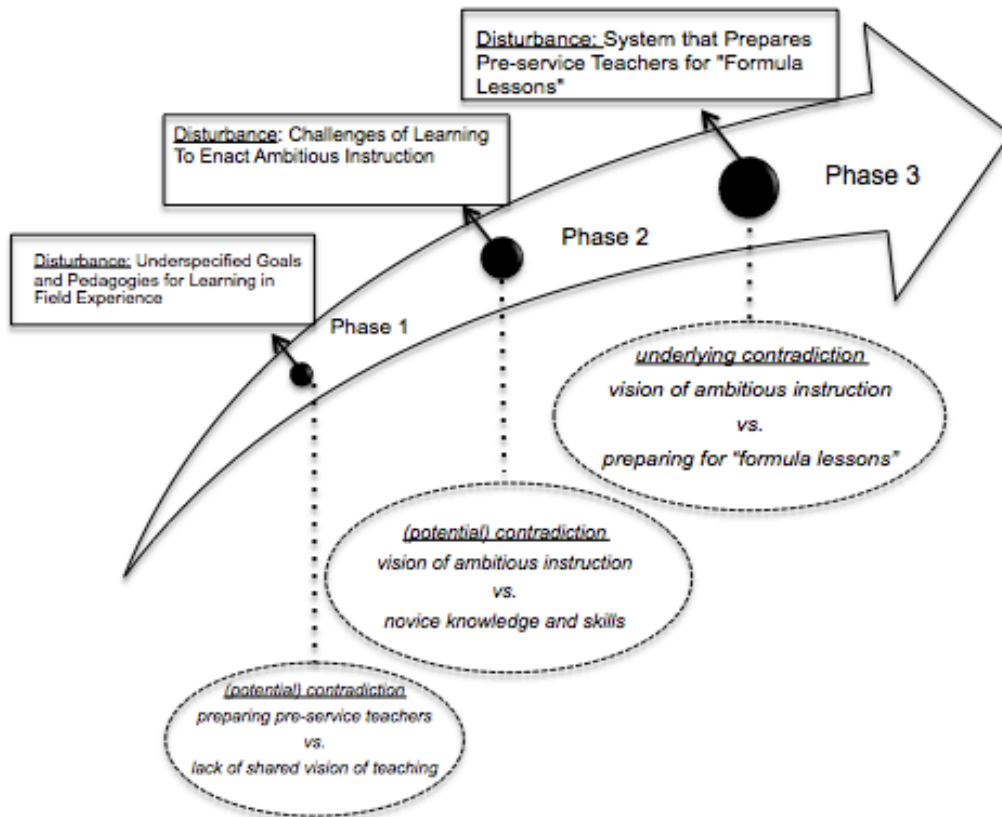 Disturbance: System that Prepares
Pre-service Teachers for "Formula
Lessons"
Disturbance: Challenges of Learning
To Enact Ambitious Instruction
Phase 3
Phase 2
Disturbance: Underspecified Goals
and Pedagogies for Learning in
Field Experience
Phase 1
underlying contradiction
vision of ambitious instruction
vs.
preparing for “formula lessons”
(potential) contradiction
vision of ambitious instruction
vs.
novice knowledge and skills
(potential) contradiction
preparing pre-service teachers
vs.
lack of shared vision of teaching